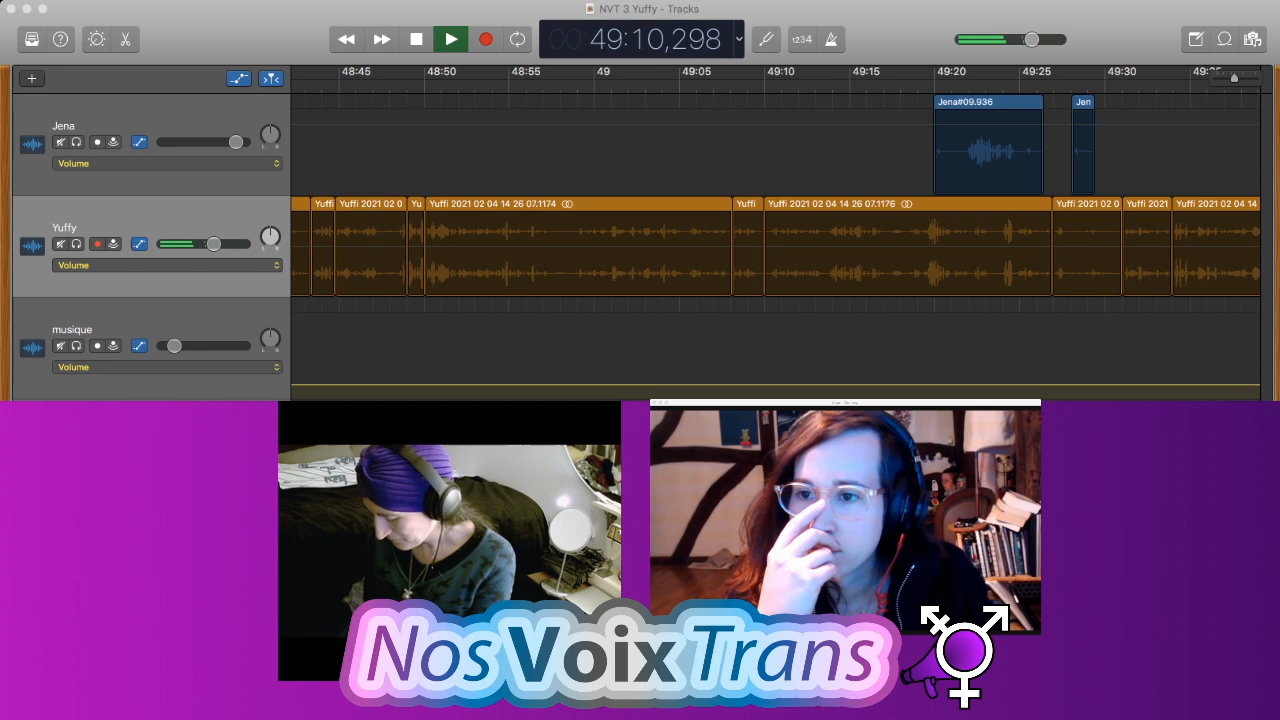 NVT 3 Yuffy - Tracks
49:10,298
1234
48:45
48:50
48:55
49
49:05
49:10
49:15
49:20
49:25
49:30
Jena
Volume
Jena#09.936
Jen
Yuffy
Volume
Yuffi
Yuffi 2021 02 0
Yu
Yuffi 2021 02 04 14 26 07.1174
Yuffi
Yuffi 2021 02 04 14 26 07.1176
Yuffi 2021 02 0
Yuffi 2021
Yuffi 2021 02 04 14
musique
Volume
Nos Voix Trans